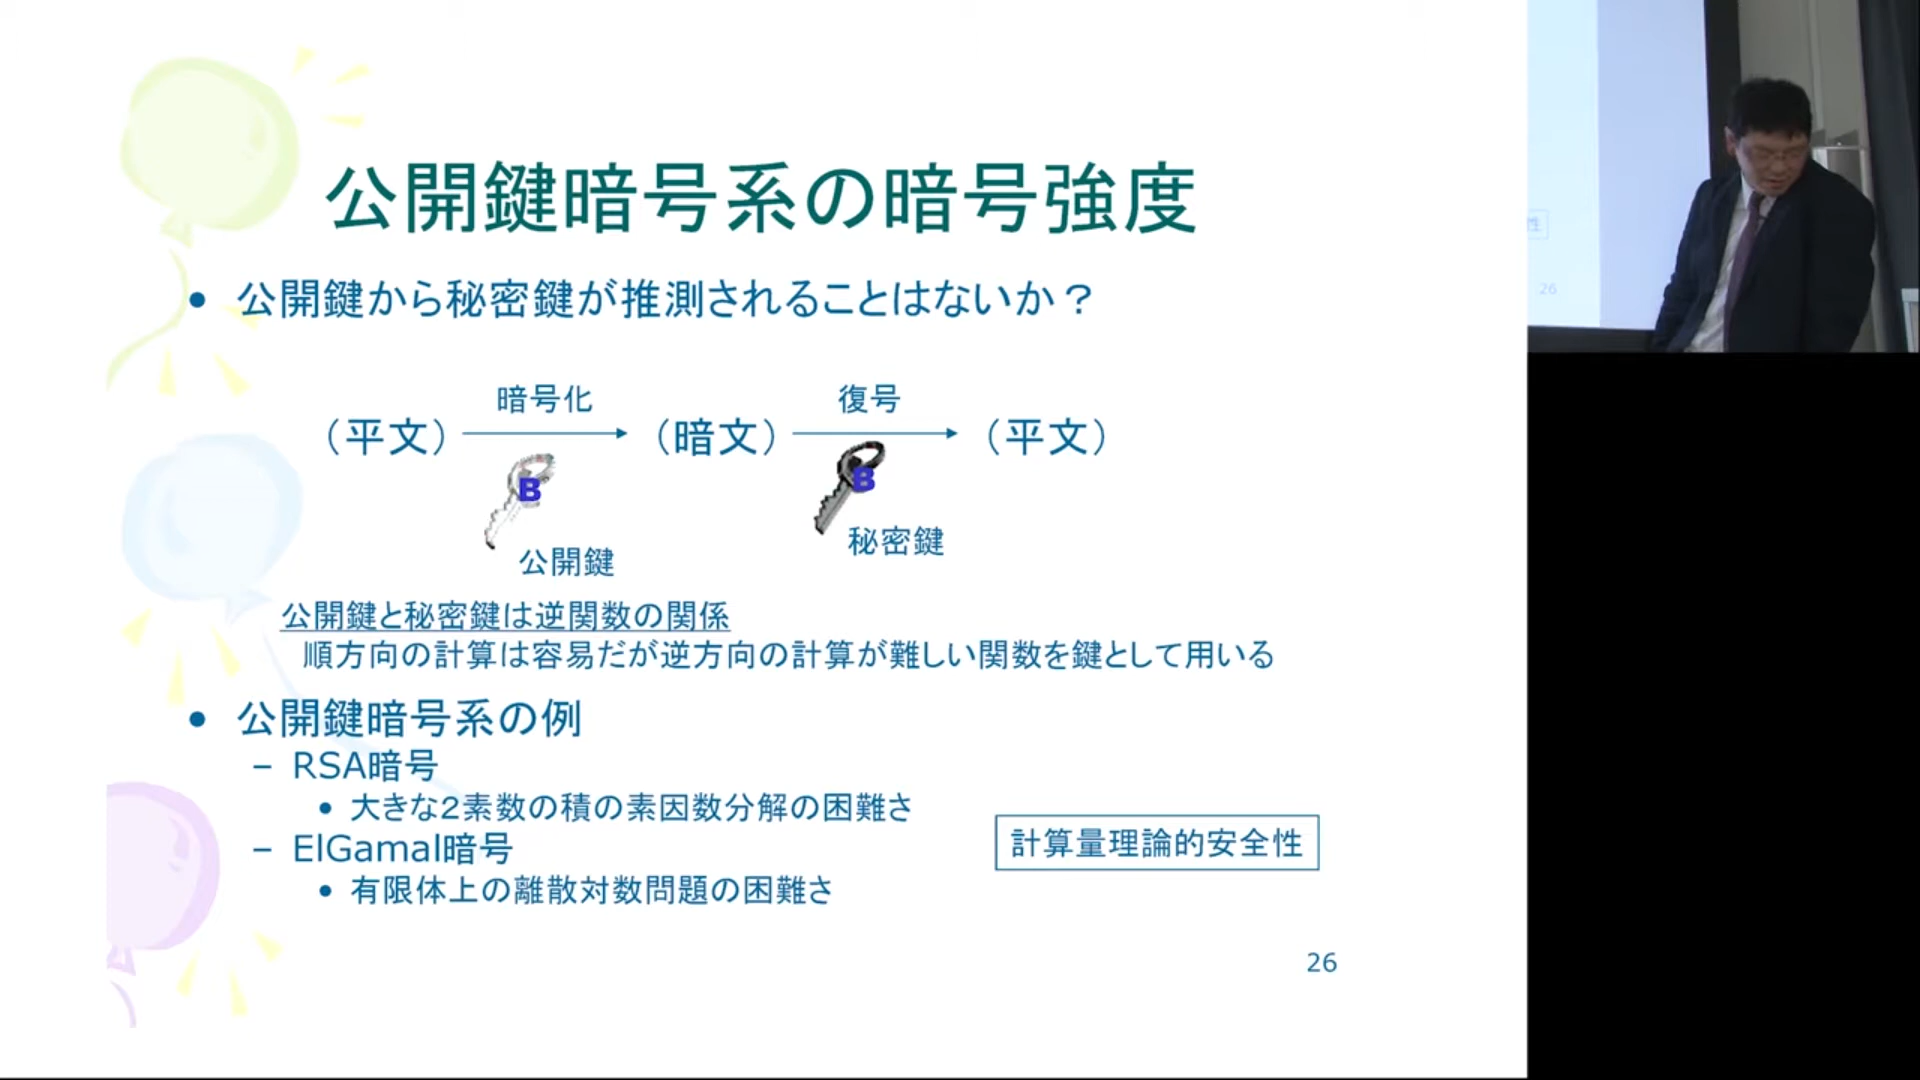 公開鍵暗号系の暗号強度
• 公開鍵から秘密鍵が推測されることはないか？
暗号化 復号
（平文） （暗文） （平文）
B B
公開鍵 秘密鍵
公開鍵と秘密鍵は逆関数の関係
順方向の計算は容易だが逆方向の計算が難しい関数を鍵として用いる
• 公開鍵暗号系の例
– RSA暗号
• 大きな２素数の積の素因数分解の困難さ
– ElGamal暗号
• 有限体上の離散対数問題の困難さ
計算量理論的安全性
26
性
26